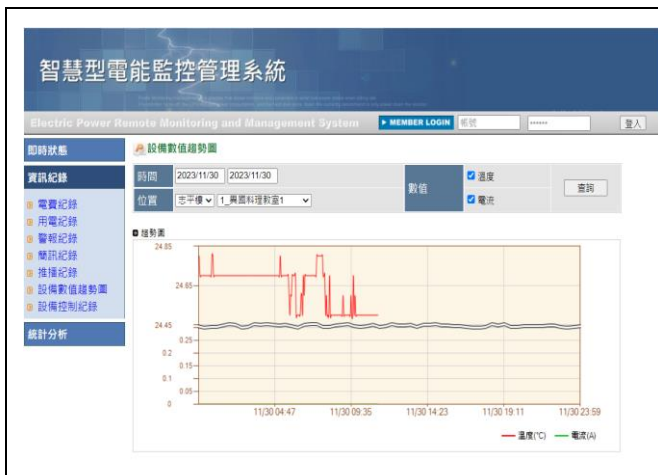 智慧型電能監控管理系統
Electric Power Remote Monitoring and Management System
MEMBER LOGIN 帳號 ****** 登入
即時狀態
資訊紀錄
電費紀錄
用電紀錄
警報紀錄
簡訊紀錄
推播紀錄
設備數值趨勢圖
設備控制紀錄
統計分析
設備數值趨勢圖
時間 2023/11/30 2023/11/30
位置 志平樓 1_異國料理教室1
數值 溫度 電流
查詢
趨勢圖
24.85
24.65
24.45
0.25
0.2
0.15
0.1
0.05
0
11/30 04.47 11/30 09.35 11/30 14.23 11/30 19.11 11/30 23.59
溫度(°C) 電流(A)